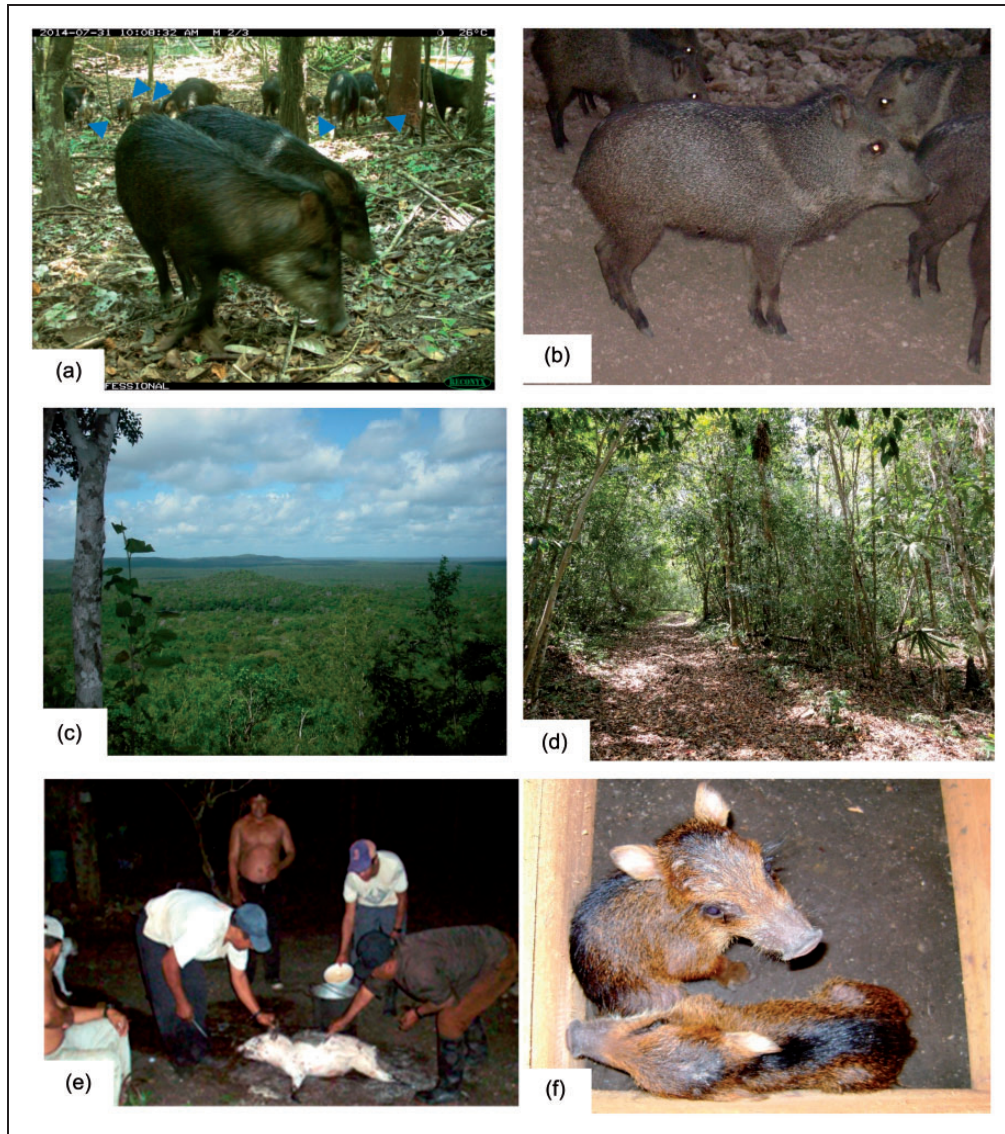 2014-07-31 10:08:32 AM M 2/3 26°C
FESSIONAL RECONYX
(a)
(b)
(c)
(d)
(e)
(f)